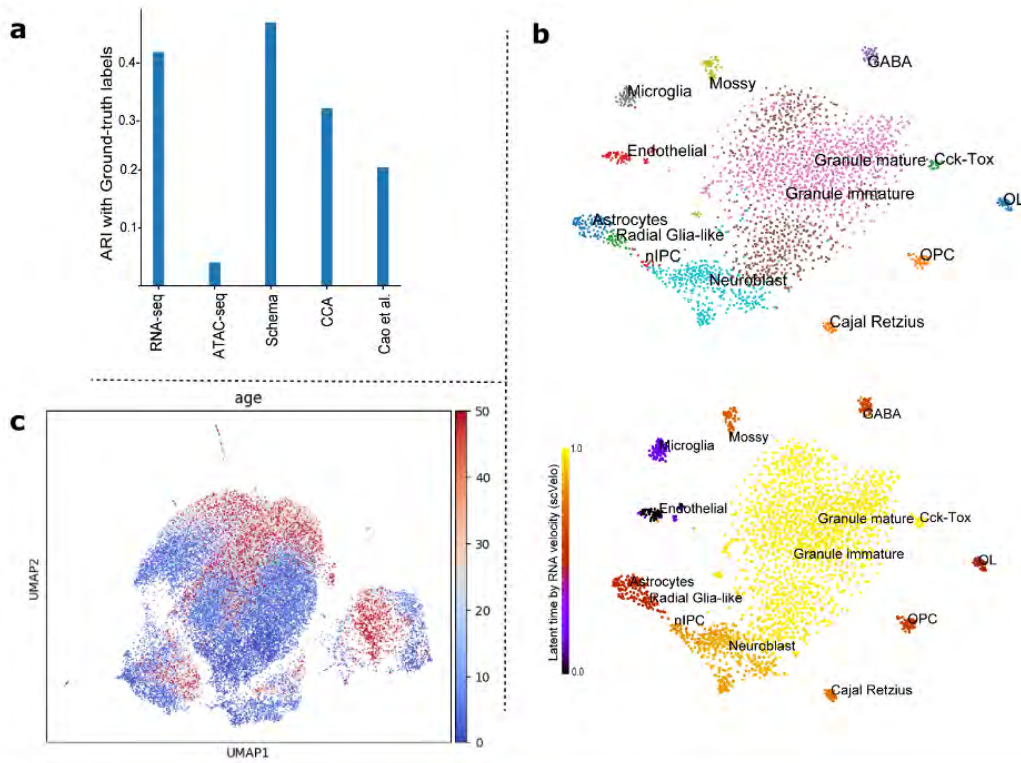 a
ARI with Ground-truth labels
0.4
0.3
0.2
0.1
RNA-seq
ATAC-seq
Schema
CCA
Cao et al.
b
GABA
Mossy
Microglia
Endothelial
Granule mature
Cck-Tox
Granule immature
OL
Astrocytes
Radial Glia-like
nIPC
OPC
Neuroblast
Cajal Retzius
c
age
50
40
30
20
10
0
UMAP2
UMAP1
Latent time by RNA velocity (scVelo)
1.0
0.0
GABA
Mossy
Microglia
Endothelial
Granule mature
Cck-Tox
Granule immature
OL
Astrocytes
Radial Glia-like
nIPC
OPC
Neuroblast
Cajal Retzius